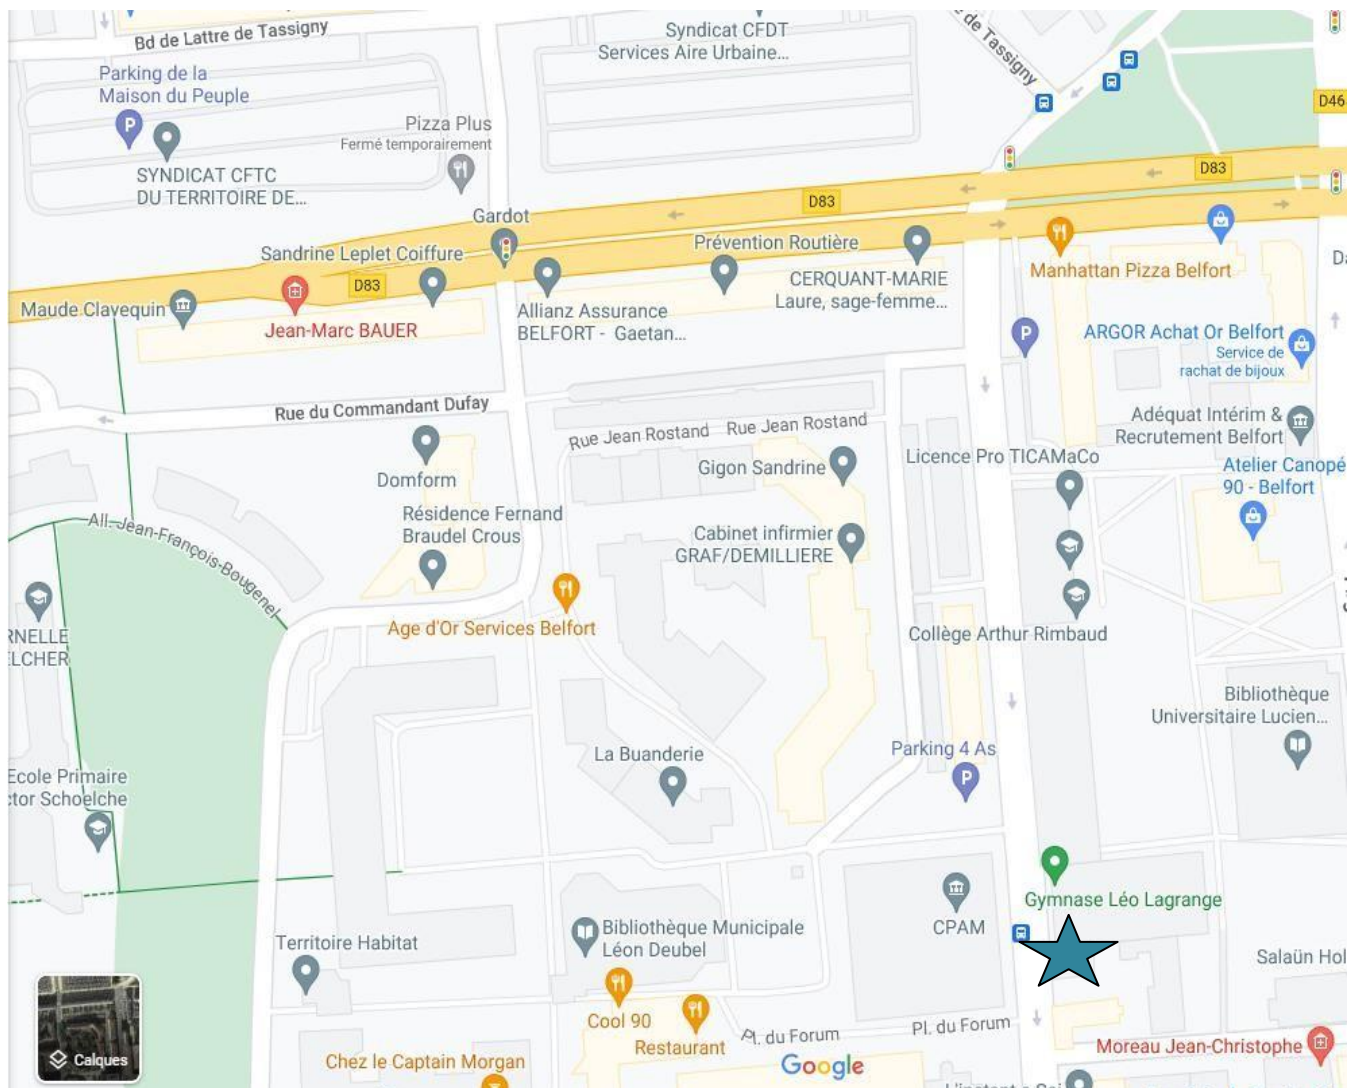 Bd de Lattre de Tassigny
Syndicat CFDT
Services Aire Urbaine...
de Tassigny
Parking de la
Maison du Peuple
P
D46
Pizza Plus
Fermé temporairement
SYNDICAT CFTC
DU TERRITOIRE DE...
D83
D83
Gardot
Sandrine Leplet Coiffure
Prévention Routière
D83
CERQUANT-MARIE
Laure, sage-femme...
Manhattan Pizza Belfort
Maude Clavequin
Jean-Marc BAUER
Allianz Assurance
BELFORT - Gaetan...
P
ARGOR Achat Or Belfort
Service de
rachat de bijoux
Rue du Commandant Dufay
Rue Jean Rostand
Rue Jean Rostand
Adéquat Intérim &
Recrutement Belfort
Domform
Gigon Sandrine
Licence Pro TICAMaCo
Atelier Canopé
90 - Belfort
All. Jean-François-Bougenel
Résidence Fernand
Braudel Crous
Cabinet infirmier
GRAF/DEMILLIERE
RNELLE
LCHER
Age d'Or Services Belfort
Collège Arthur Rimbaud
Bibliothèque
Universitaire Lucien...
La Buanderie
Parking 4 As
P
Ecole Primaire
ctor Schoelche
Gymnase Léo Lagrange
CPAM
Bibliothèque Municipale
Léon Deubel
Territoire Habitat
Salaün Hol
Cool 90
Restaurant
Pl. du Forum
Pl. du Forum
Moreau Jean-Christophe
Calques
Chez le Captain Morgan
Google